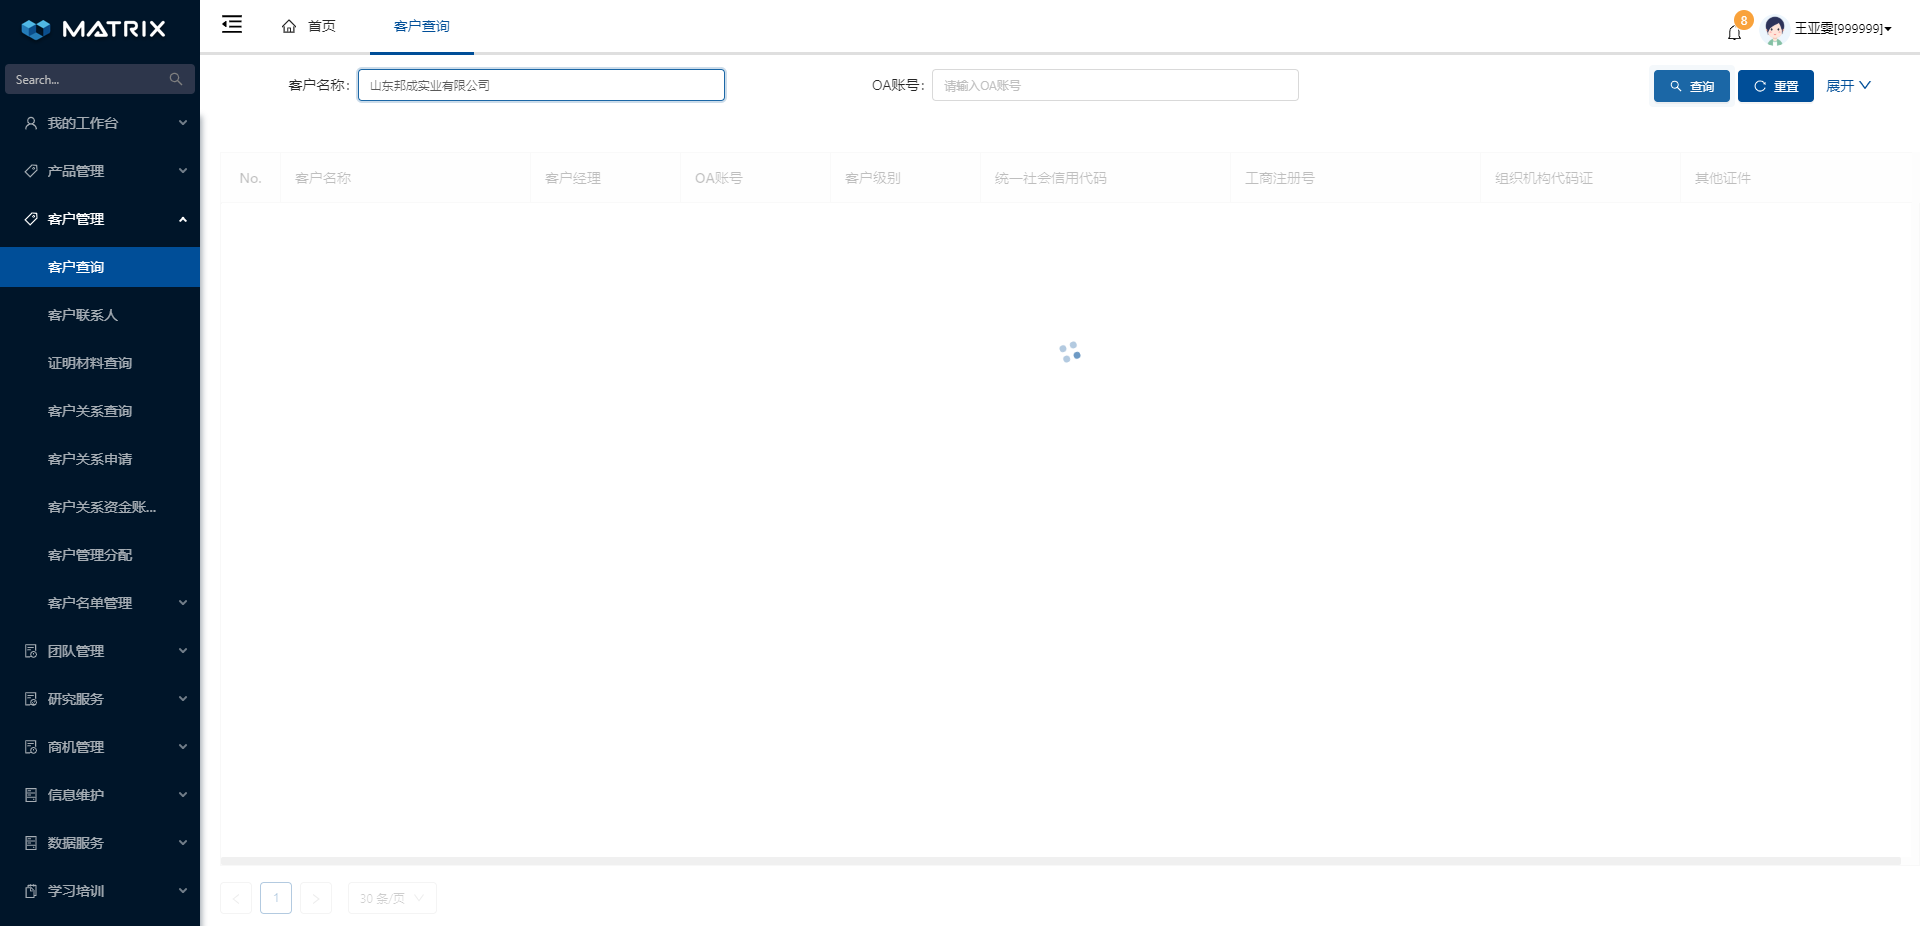 MATRIX
Search...
我的工作台
产品管理
客户管理
客户查询
客户联系人
证明材料查询
客户关系查询
客户关系申请
客户关系资金账...
客户管理分配
客户名单管理
团队管理
研究服务
商机管理
信息维护
数据服务
学习培训
首页
客户查询
8
王亚雯[999999]
客户名称：
山东邦成实业有限公司
OA账号：
请输入OA账号
查询
重置
展开
No.
客户名称
客户经理
OA账号
客户级别
统一社会信用代码
工商注册号
组织机构代码证
其他证件
1
30 条/页